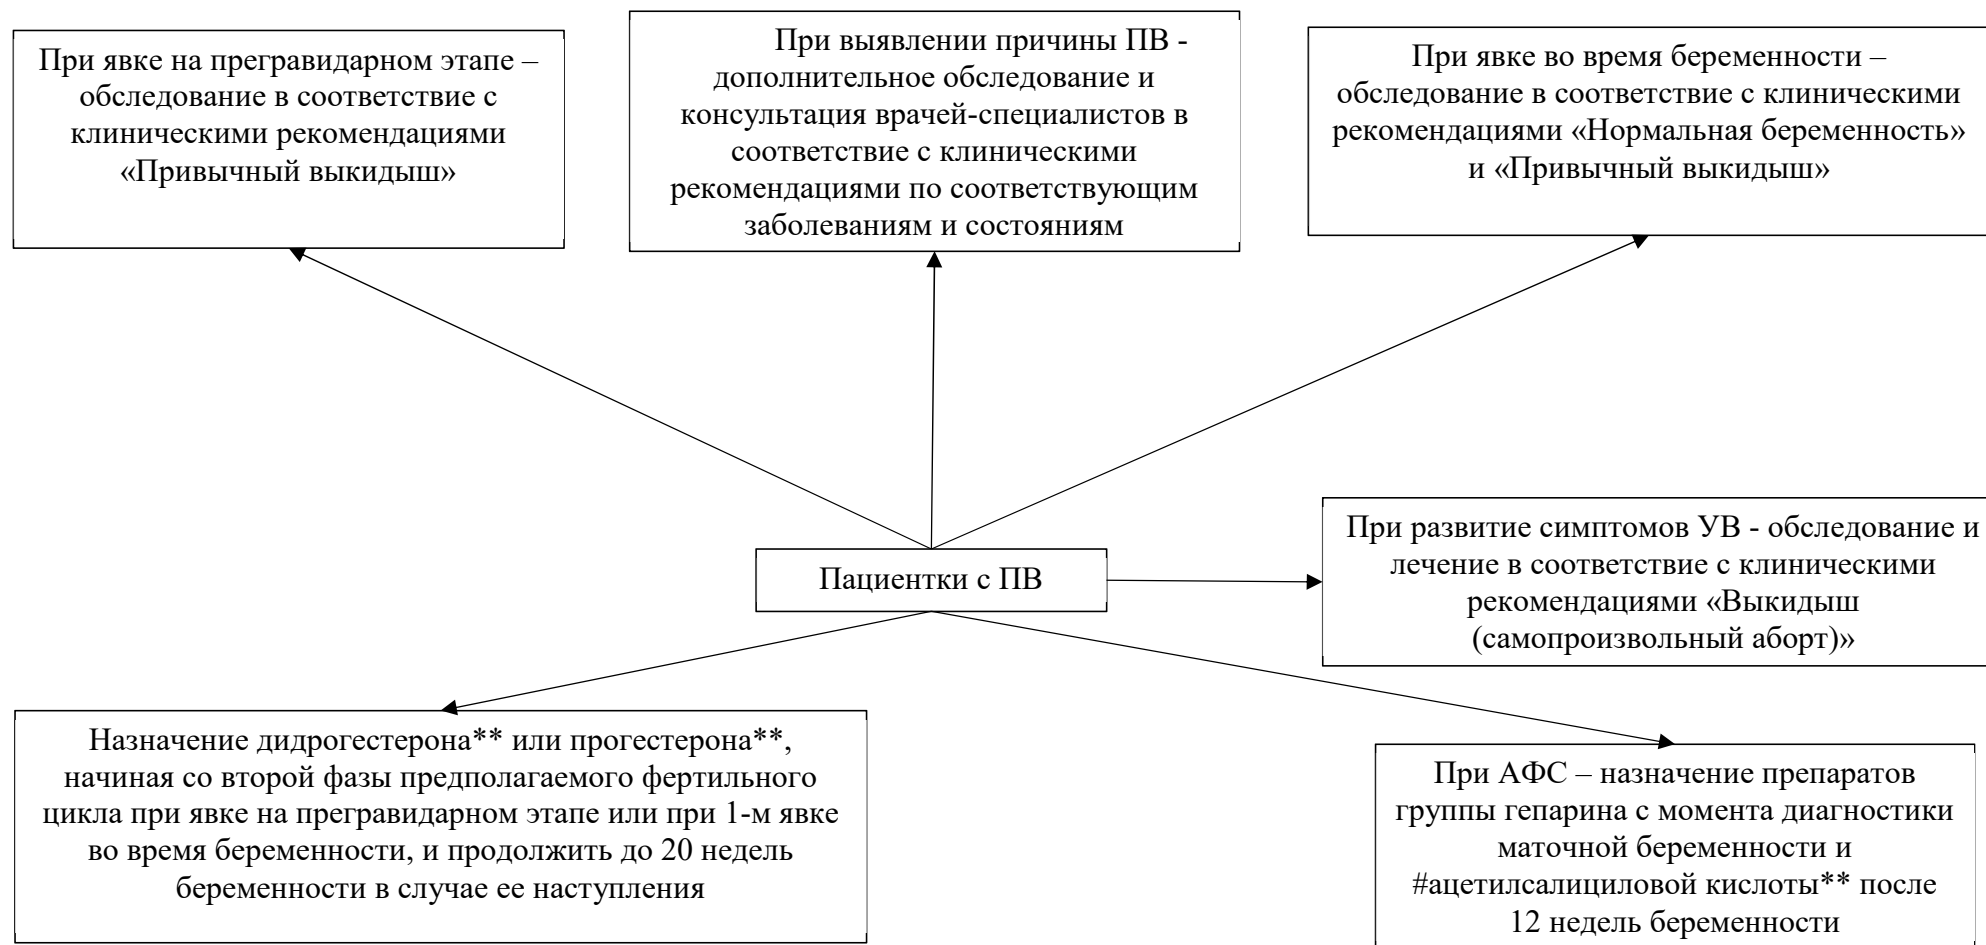 При явке на прегравидарном этапе –
обследование в соответствие с
клиническими рекомендациями
«Привычный выкидыш»
При выявлении причины ПВ -
дополнительное обследование и
консультация врачей-специалистов в
соответствие с клиническими
рекомендациями по соответствующим
заболеваниям и состояниям
При явке во время беременности –
обследование в соответствие с клиническими
рекомендациями «Нормальная беременность»
и «Привычный выкидыш»
При развитие симптомов УВ - обследование и
лечение в соответствие с клиническими
рекомендациями «Выкидыш
(самопроизвольный аборт)»
Пациентки с ПВ
Назначение дидрогестерона** или прогестерона**,
начиная со второй фазы предполагаемого фертильного
цикла при явке на прегравидарном этапе или при 1-м явке
во время беременности, и продолжить до 20 недель
беременности в случае ее наступления
При АФС – назначение препаратов
группы гепарина с момента диагностики
маточной беременности и
#ацетилсалициловой кислоты** после
12 недель беременности